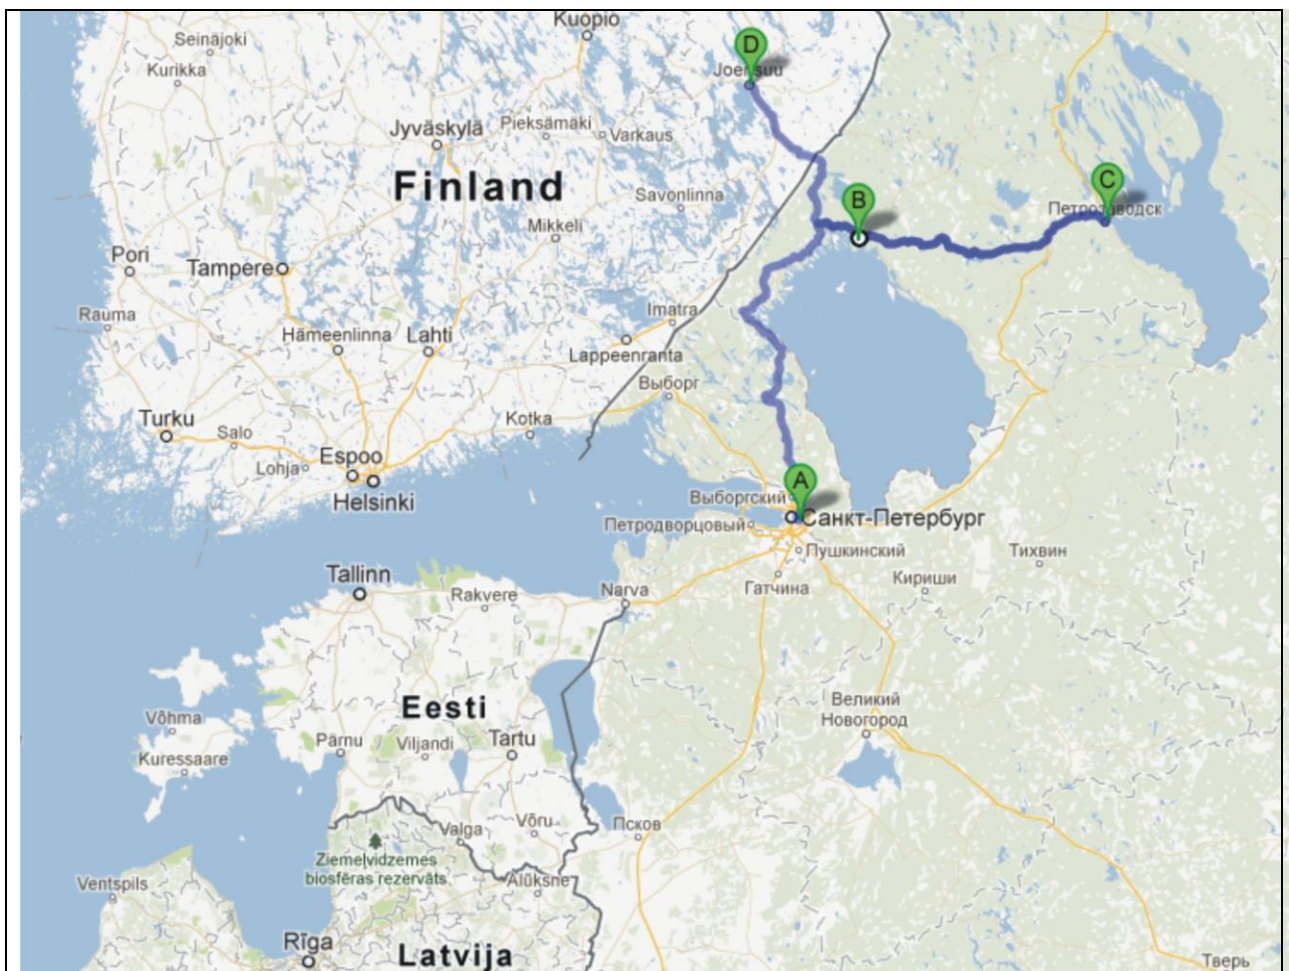 Kuopio
Seinäjoki
Kurikka
D
Joensuu
Jyväskylä
Pieksämäki
Varkaus
Finland
Savonlinna
B
C
Петрозаводск
Mikkeli
Pori
Tampere
Rauma
Imatra
Hämeenlinna
Lahti
Lappeenranta
Выборг
Turku
Salo
Kotka
Espoo
Lohja
Helsinki
A
Выборгский
Санкт-Петербург
Петродворцовый
Пушкинский
Тихвин
Tallinn
Rakvere
Narva
Гатчина
Кириши
Eesti
Великий
Новогород
Võhma
Kuressaare
Pärnu
Viljandi
Tartu
Valga
Võru
Псков
Ziemeļvidzemes
biosfēras rezervāts
Ventspils
Alūksne
Rīga
Latvija
Тверь